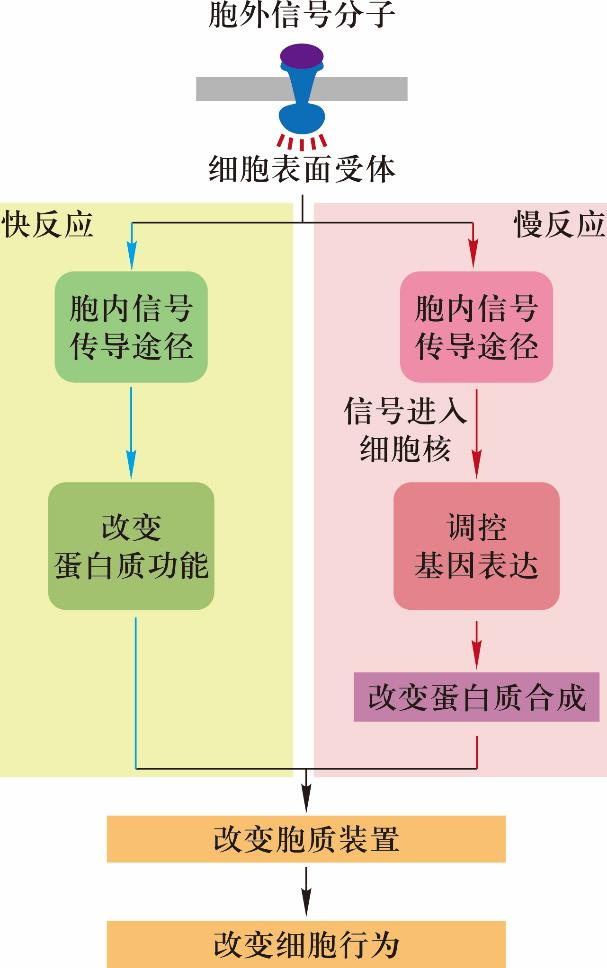 胞外信号分子
细胞表面受体
快反应
慢反应
胞内信号
传导途径
胞内信号
传导途径
信号进入
细胞核
改变
蛋白质功能
调控
基因表达
改变蛋白质合成
改变胞质装置
改变细胞行为